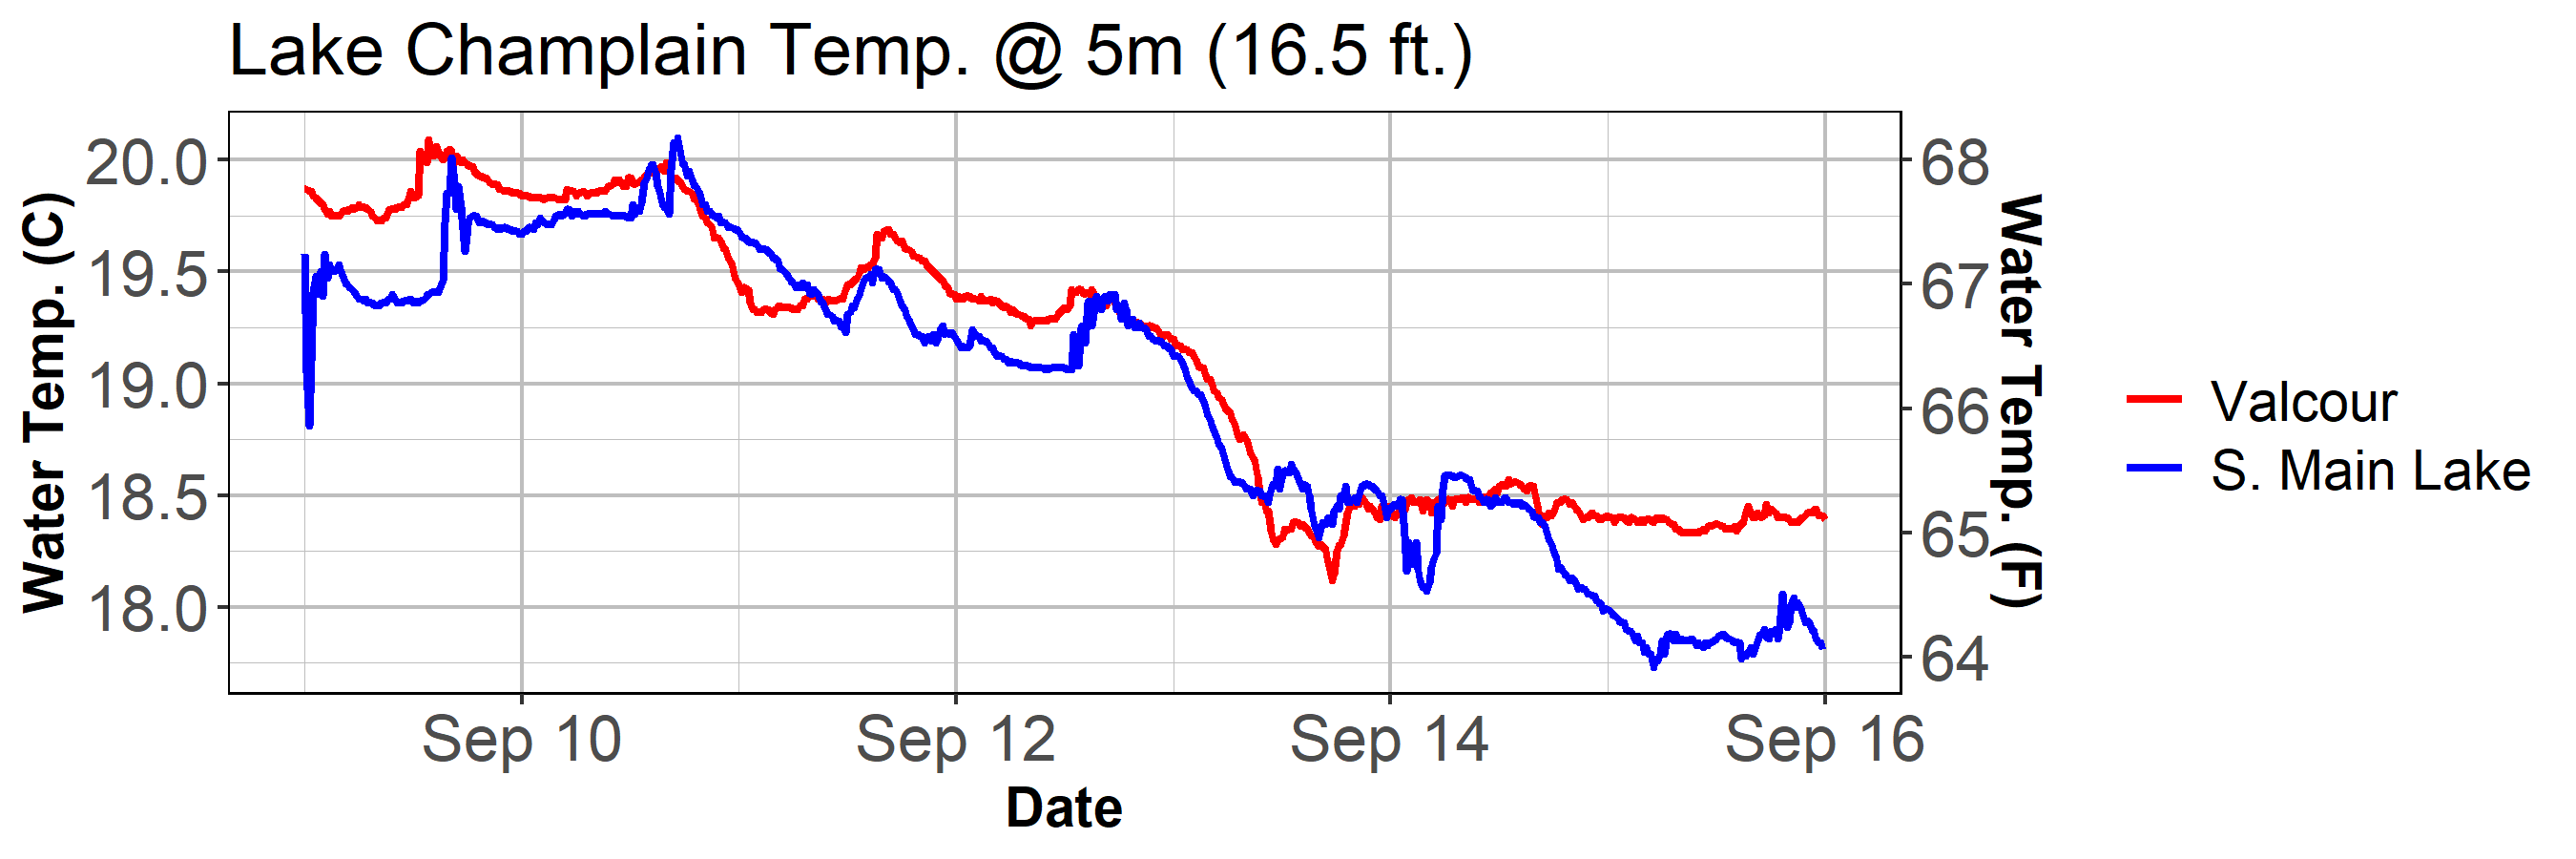 Lake Champlain Temp. @ 5m (16.5 ft.)
Water Temp. (C)
20.0
19.5
19.0
18.5
18.0
68
67
66
65
64
Water Temp. (F)
Sep 10
Sep 12
Sep 14
Sep 16
Date
Valcour
S. Main Lake